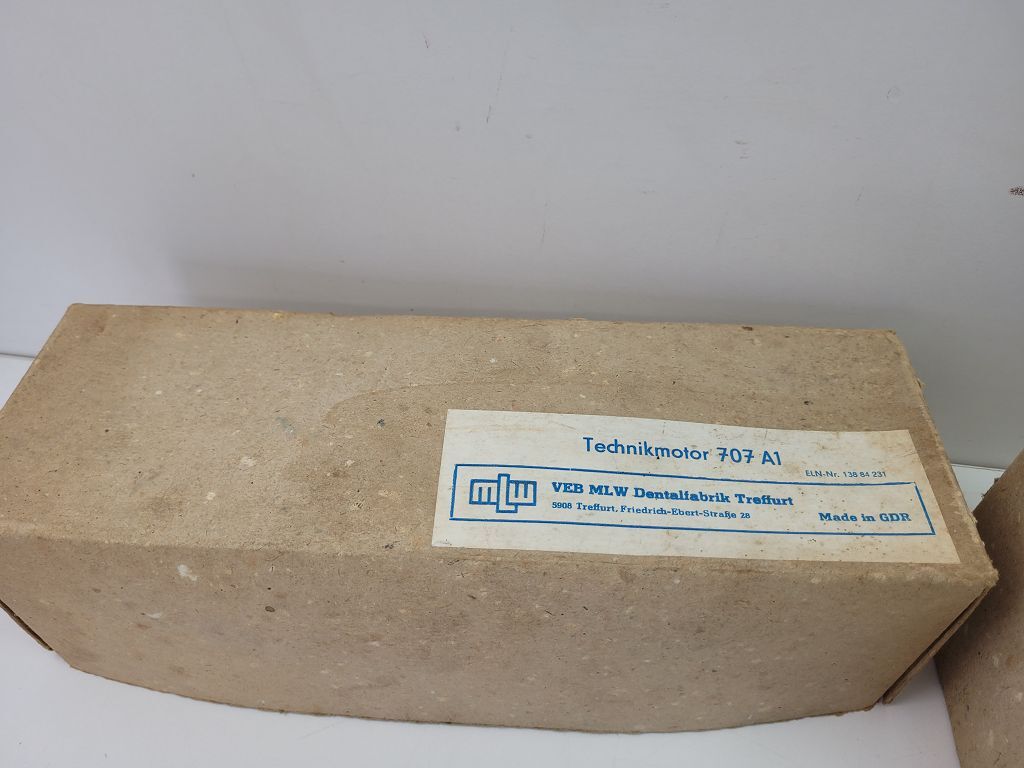 Technikmotor 707 A1
ELN-Nr. 138 84 231
mlw
VEB MLW Dentalfabrik Treffurt
5908 Treffurt, Friedrich-Ebert-Straße 28
Made in GDR